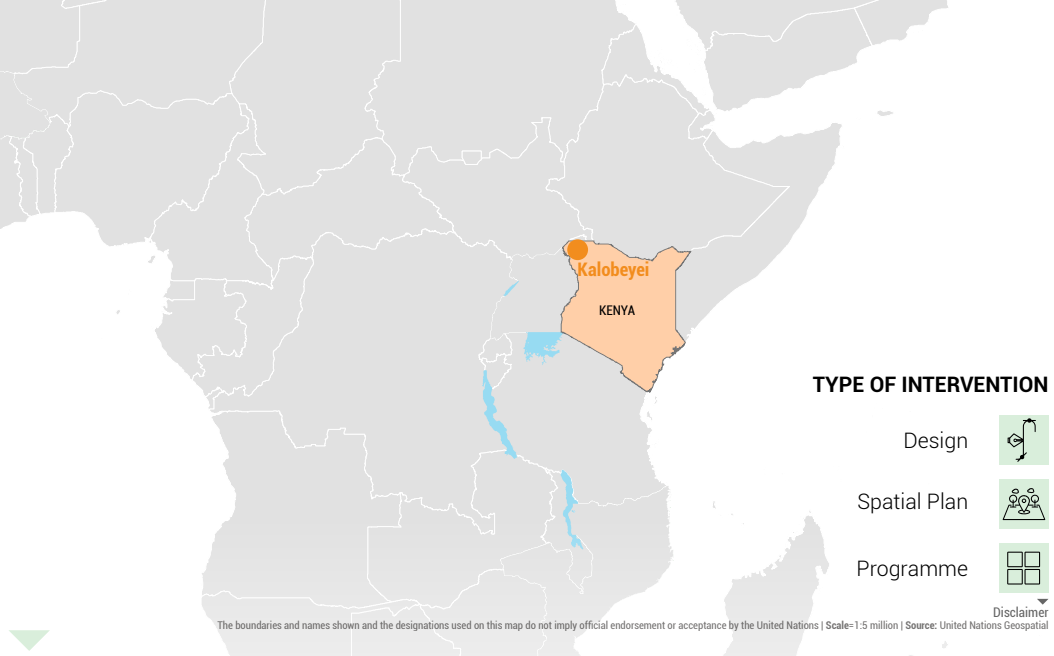 Kalobeyei
KENYA
TYPE OF INTERVENTION
Design
Spatial Plan
Programme
Disclaimer
The boundaries and names shown and the designations used on this map do not imply official endorsement or acceptance by the United Nations | Scale=1:5 million | Source: United Nations Geospatial